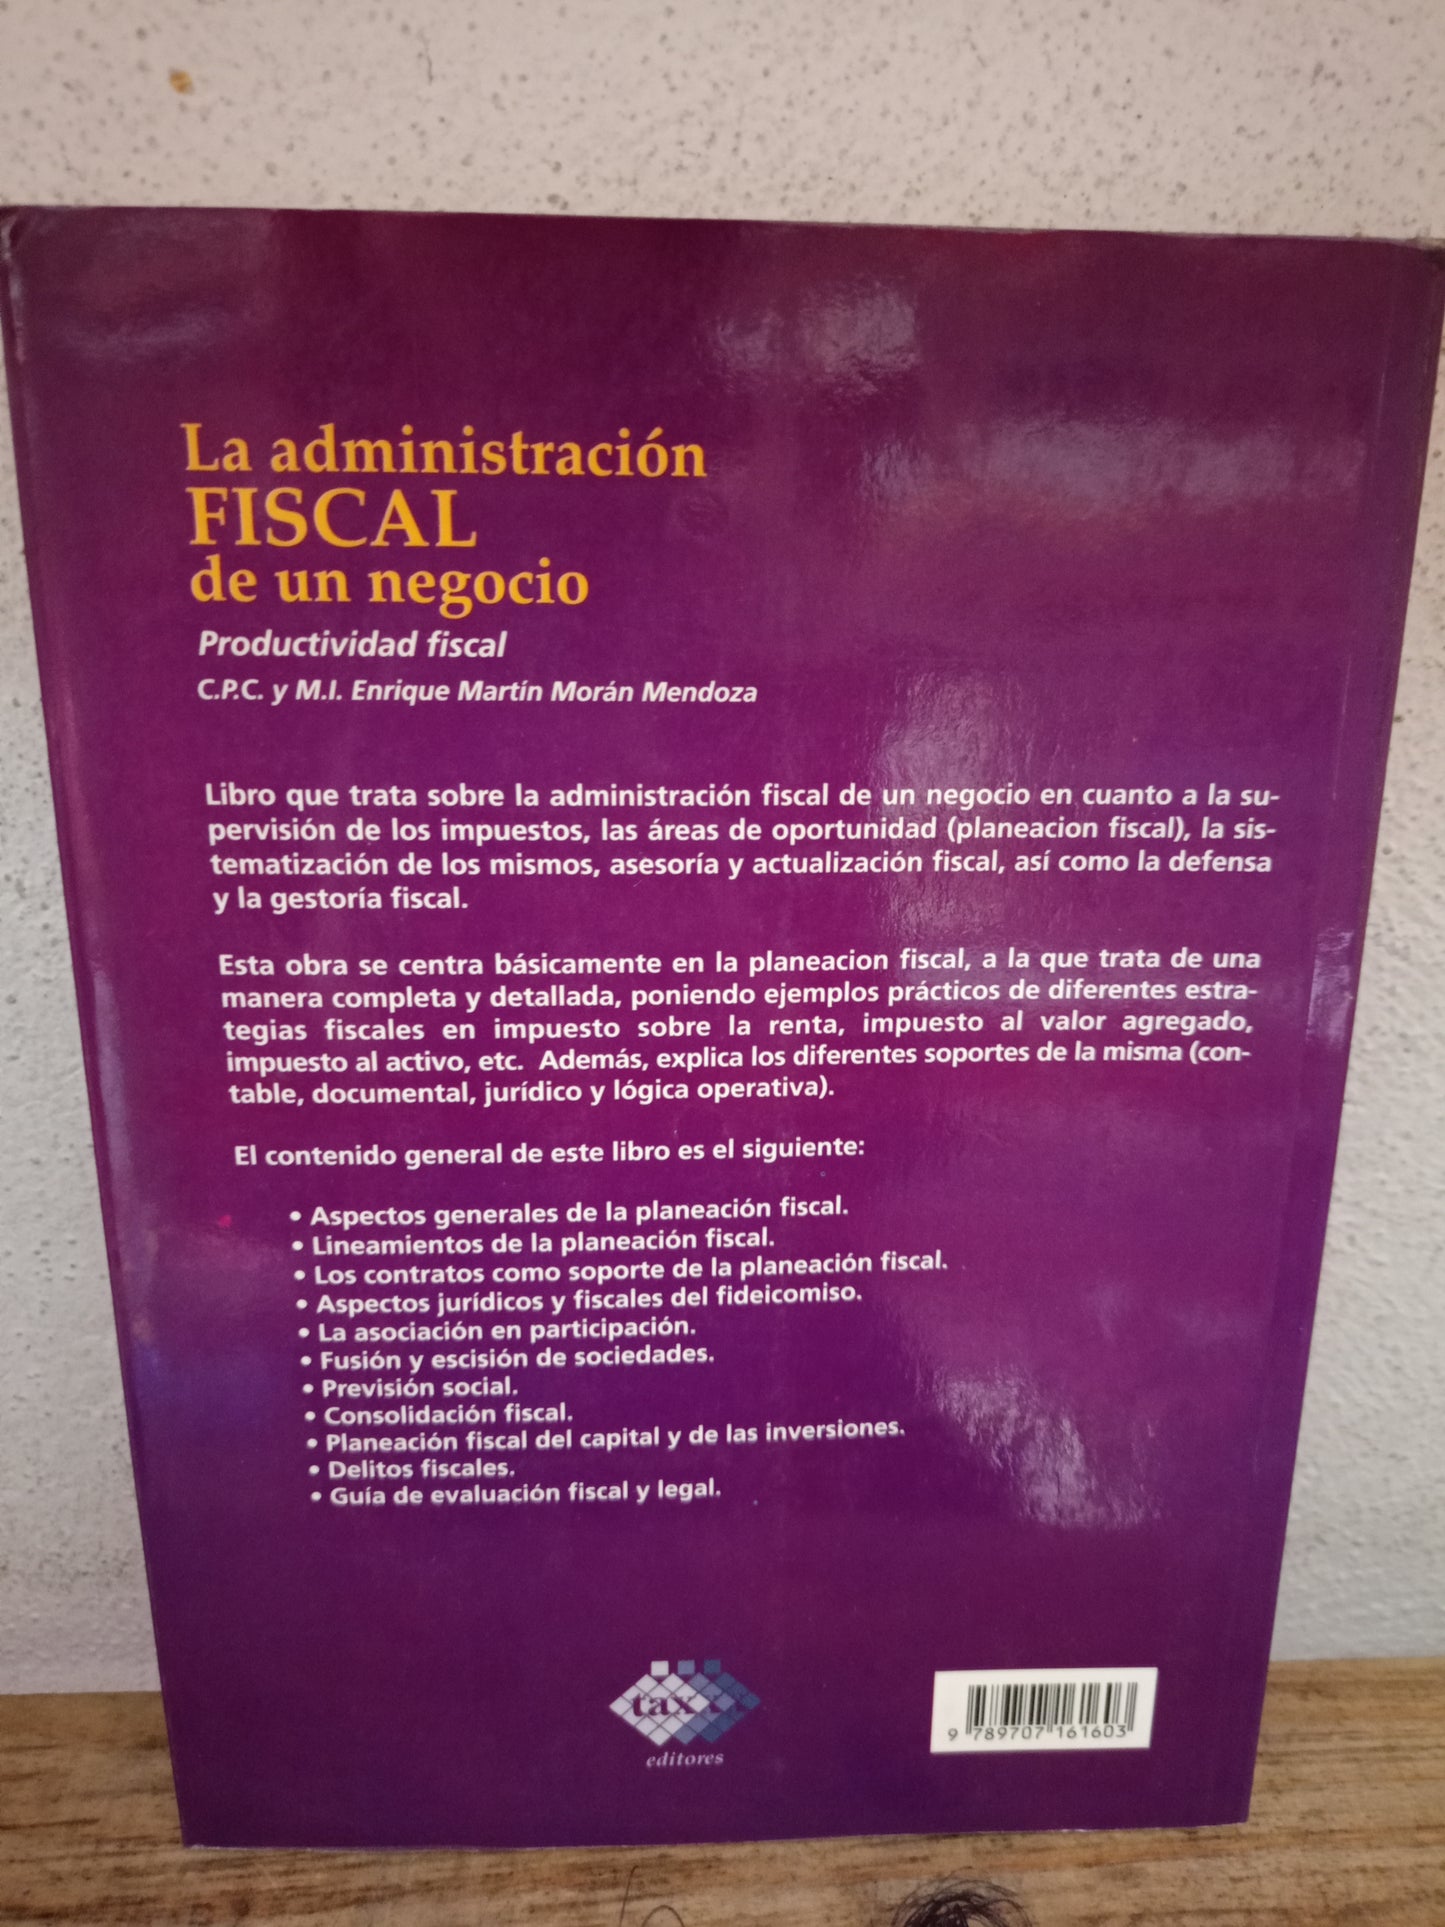 La administración
FISCAL
de un negocio
Productividad fiscal
C.P.C. y M.I. Enrique Martín Morán Mendoza
Libro que trata sobre la administración fiscal de un negocio en cuanto a la su-
pervisión de los impuestos, las áreas de oportunidad (planeacion fiscal), la sis-
tematización de los mismos, asesoría y actualización fiscal, así como la defensa
y la gestoría fiscal.
Esta obra se centra básicamente en la planeacion fiscal, a la que trata de una
manera completa y detallada, poniendo ejemplos prácticos de diferentes estra-
tegias fiscales en impuesto sobre la renta, impuesto al valor agregado,
impuesto al activo, etc. Además, explica los diferentes soportes de la misma (con-
table, documental, jurídico y lógica operativa).
El contenido general de este libro es el siguiente:
• Aspectos generales de la planeación fiscal.
• Lineamientos de la planeación fiscal.
• Los contratos como soporte de la planeación fiscal.
• Aspectos jurídicos y fiscales del fideicomiso.
• La asociación en participación.
• Fusión y escisión de sociedades.
• Previsión social.
• Consolidación fiscal.
• Planeación fiscal del capital y de las inversiones.
• Delitos fiscales.
• Guía de evaluación fiscal y legal.
tax
editores
9 789707 161603